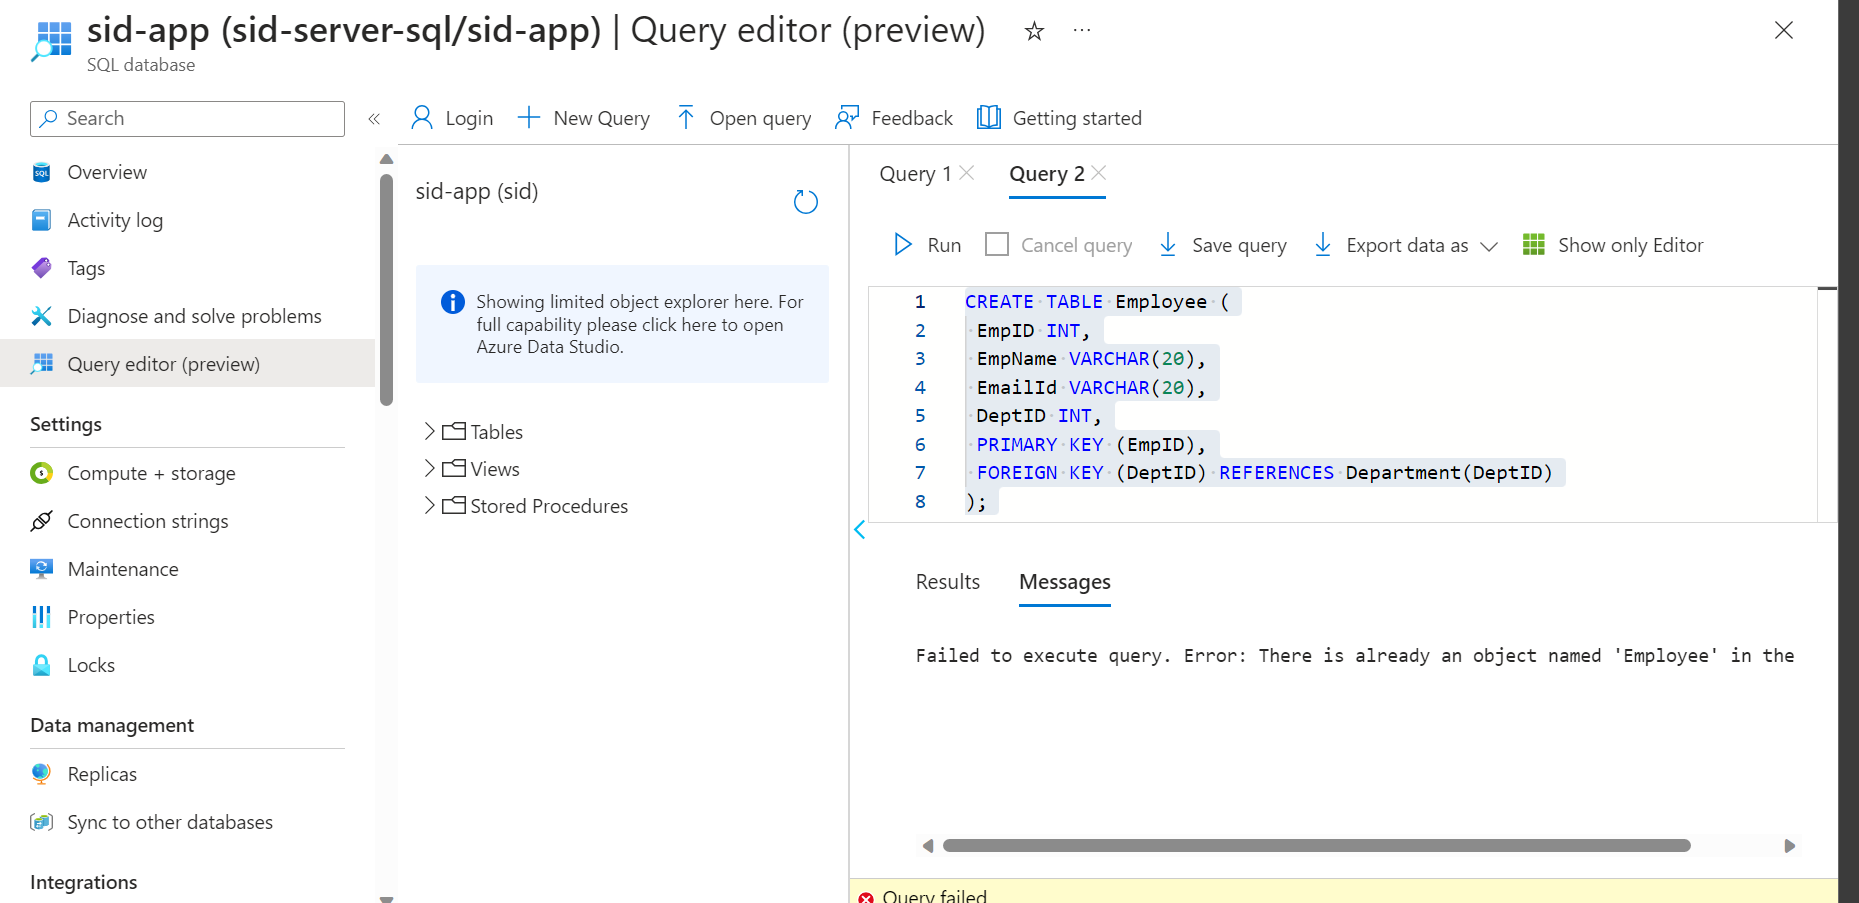 sid-app (sid-server-sql/sid-app) | Query editor (preview)
SQL database
Search
Login
New Query
Open query
Feedback
Getting started
Overview
Activity log
Tags
Diagnose and solve problems
Query editor (preview)
Settings
Compute + storage
Connection strings
Maintenance
Properties
Locks
Data management
Replicas
Sync to other databases
Integrations
sid-app (sid)
Showing limited object explorer here. For
full capability please click here to open
Azure Data Studio.
Tables
Views
Stored Procedures
Query 1
Query 2
Run
Cancel query
Save query
Export data as
Show only Editor
1 CREATE TABLE Employee (
2 EmpID INT,
3 EmpName VARCHAR(20),
4 EmailId VARCHAR(20),
5 DeptID INT,
6 PRIMARY KEY (EmpID),
7 FOREIGN KEY (DeptID) REFERENCES Department(DeptID)
8 );
Results
Messages
Failed to execute query. Error: There is already an object named 'Employee' in the
Query failed